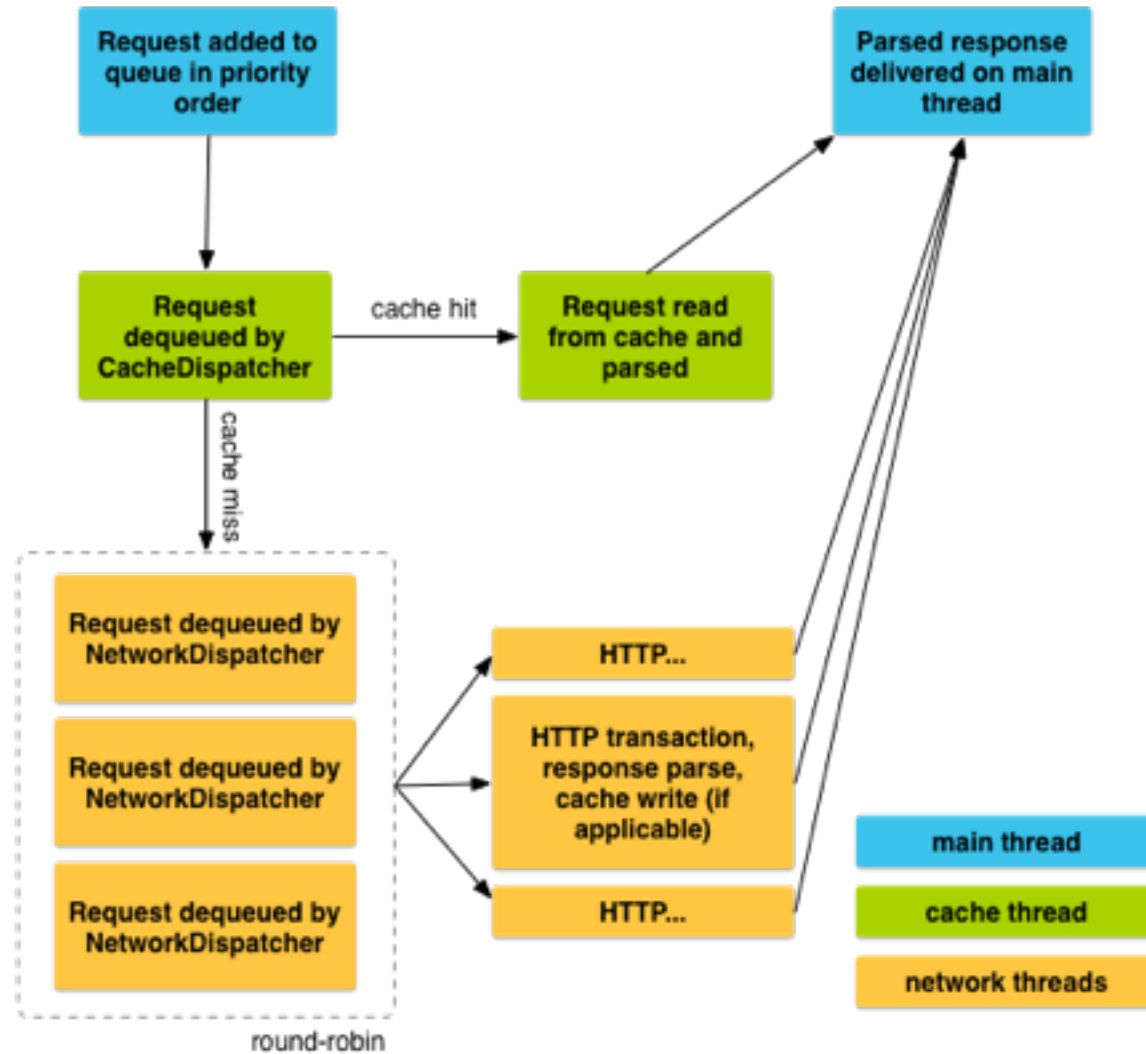 Request added to
queue in priority
order
Parsed response
delivered on main
thread
Request
dequeued by
CacheDispatcher
cache hit
Request read
from cache and
parsed
cache miss
Request dequeued by
NetworkDispatcher
Request dequeued by
NetworkDispatcher
Request dequeued by
NetworkDispatcher
round-robin
HTTP...
HTTP transaction,
response parse,
cache write (if
applicable)
HTTP...
main thread
cache thread
network threads